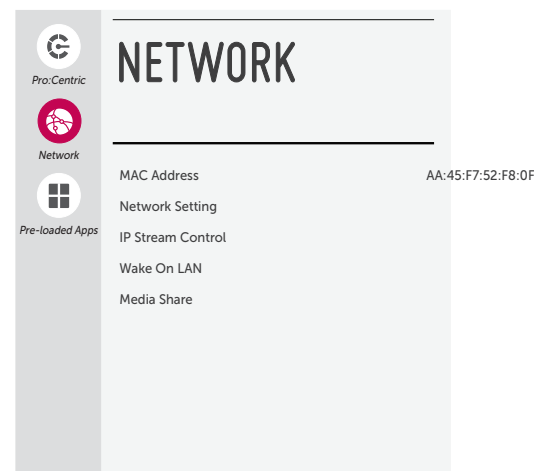 Pro:Centric
Network
Pre-loaded Apps
NETWORK
MAC Address AA:45:F7:52:F8:0F
Network Setting
IP Stream Control
Wake On LAN
Media Share